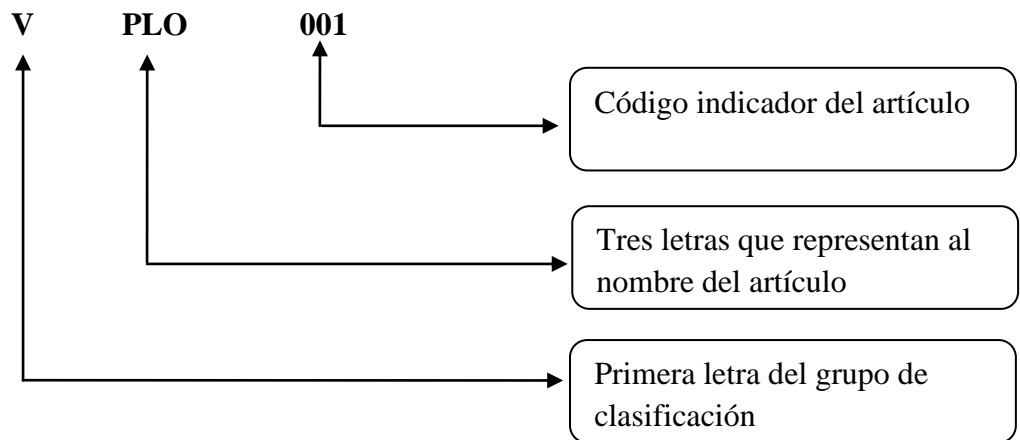 V PLO 001
Código indicador del artículo
Tres letras que representan al
nombre del artículo
Primera letra del grupo de
clasificación